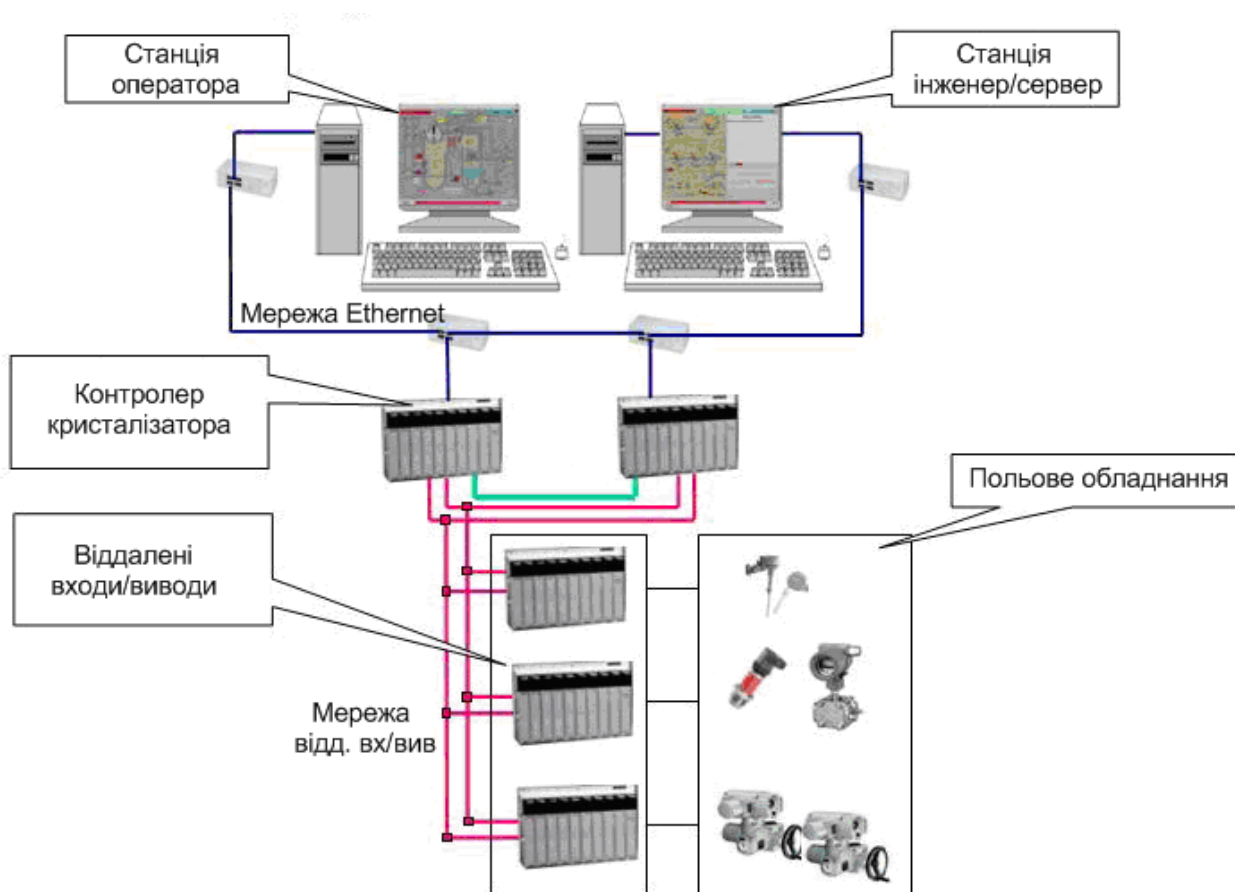 Станція
оператора
Станція
інженер/сервер
Мережа Ethernet
Контролер
кристалізатора
Польове обладнання
Віддалені
входи/виводи
Мережа
відд. вх/вив